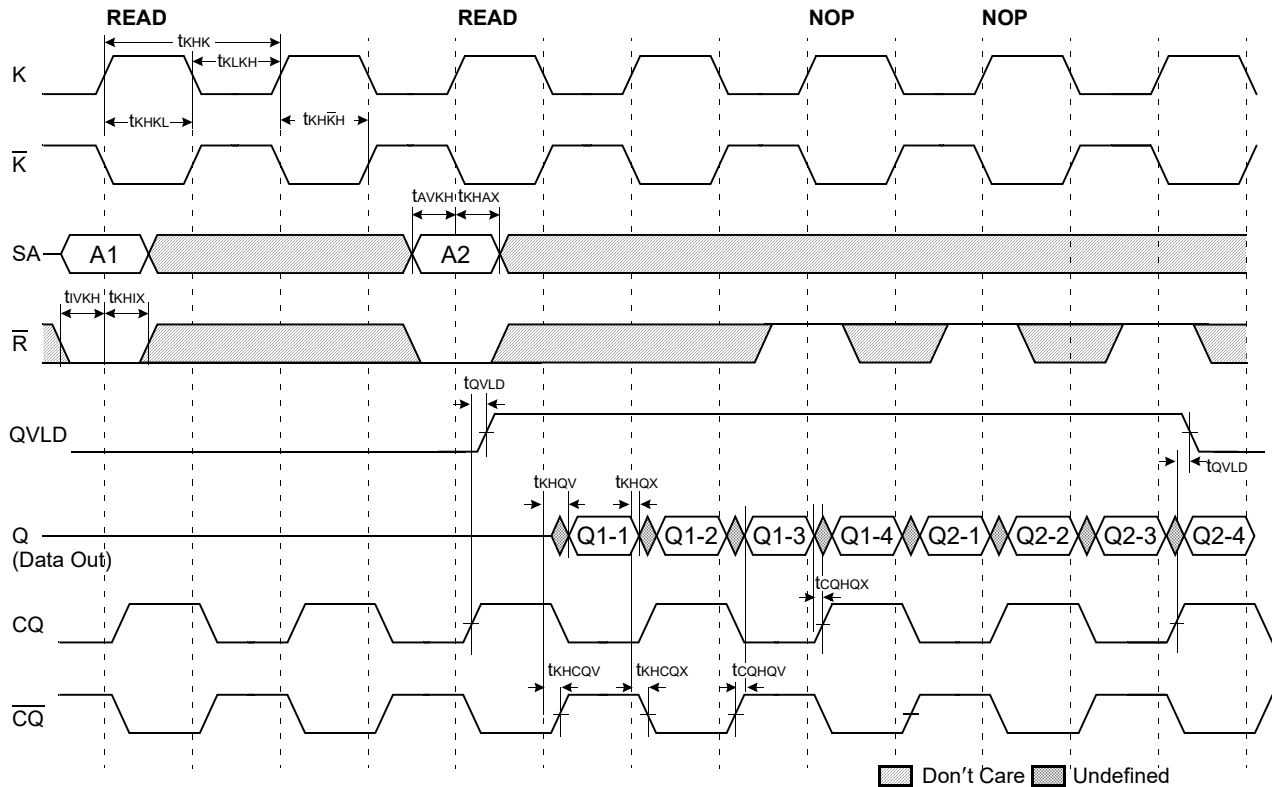 READ READ NOP NOP
tKHK
tKLKH
K
tKHKL tKHK̅H
K̅
tAVKH tKHAX
SA A1 A2
tIVKH tKHIX
R̅
tQVLD
QVLD
tQVLD
tKHQV tKHQX
Q Q1-1 Q1-2 Q1-3 Q1-4 Q2-1 Q2-2 Q2-3 Q2-4
(Data Out)
tCQHQX
CQ
tKHCQV tKHCQX tCQHQV
C̅Q̅
Don't Care Undefined